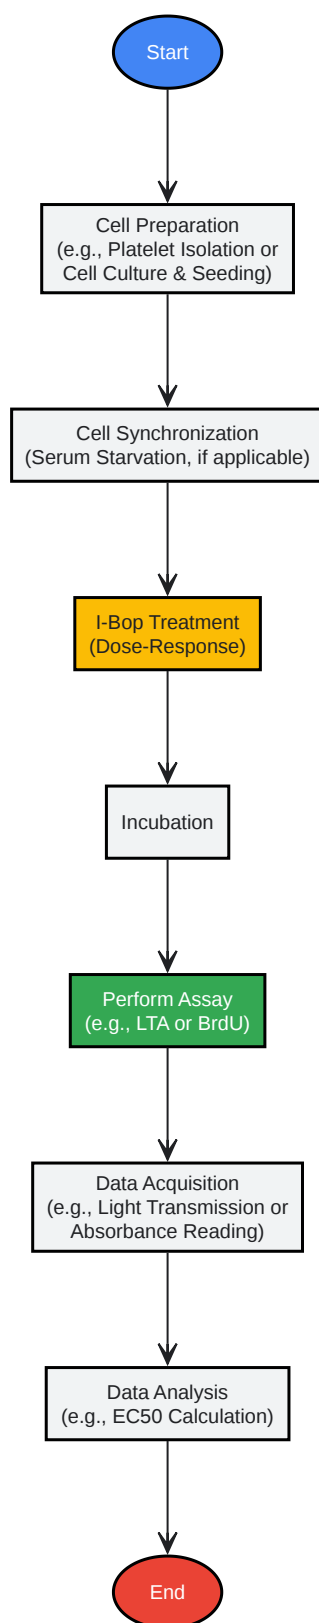 Start
Cell Preparation
(e.g., Platelet Isolation or
Cell Culture & Seeding)
Cell Synchronization
(Serum Starvation, if applicable)
I-Bop Treatment
(Dose-Response)
Incubation
Perform Assay
(e.g., LTA or BrdU)
Data Acquisition
(e.g., Light Transmission or
Absorbance Reading)
Data Analysis
(e.g., EC50 Calculation)
End